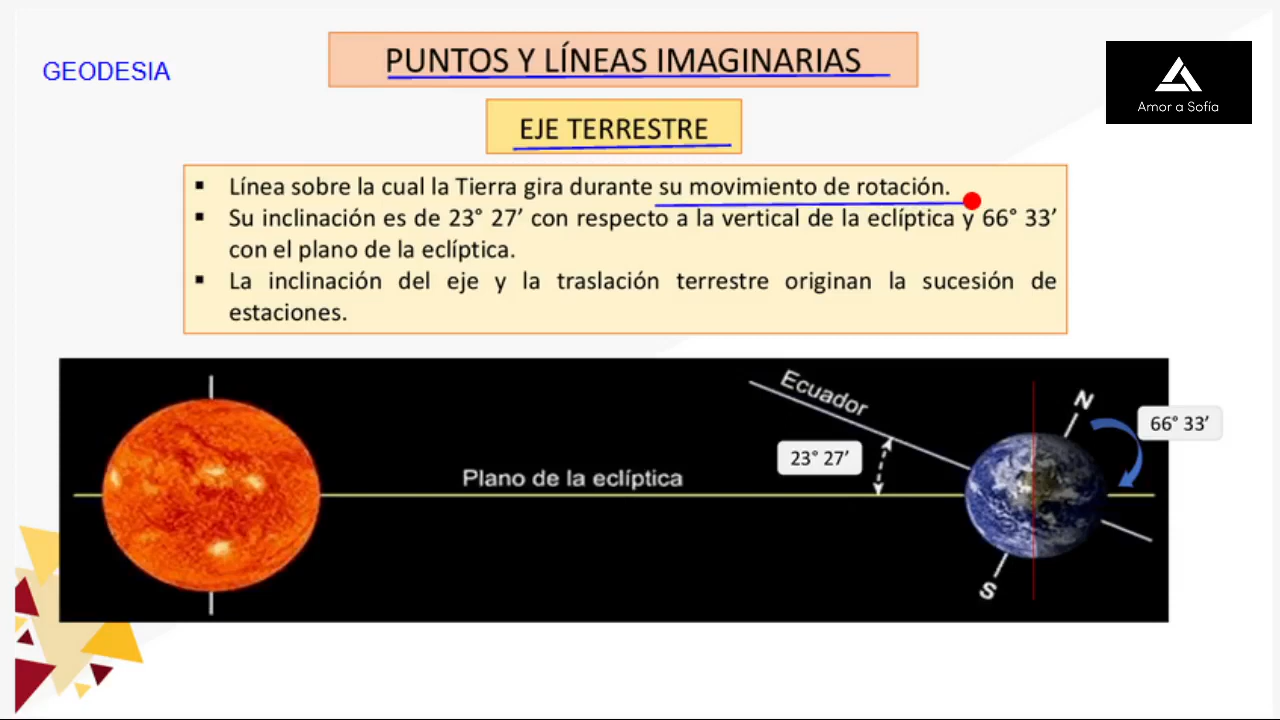 GEODESIA
PUNTOS Y LÍNEAS IMAGINARIAS
Amor a Sofía
EJE TERRESTRE
▪ Línea sobre la cual la Tierra gira durante su movimiento de rotación.
▪ Su inclinación es de 23° 27’ con respecto a la vertical de la eclíptica y 66° 33’
con el plano de la eclíptica.
▪ La inclinación del eje y la traslación terrestre originan la sucesión de
estaciones.
Ecuador
N
66° 33’
23° 27’
Plano de la eclíptica
S